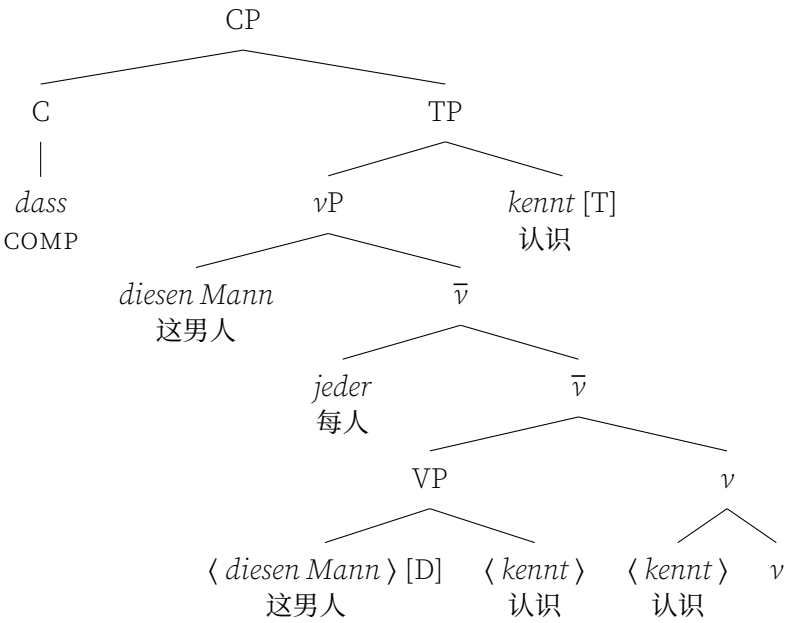 CP
C TP
dass vP kennt [T]
COMP 认识
diesen Mann v̅
这男人
jeder v̅
每人
VP v
⟨ diesen Mann ⟩ [D] ⟨ kennt ⟩ ⟨ kennt ⟩ v
这男人 认识 认识